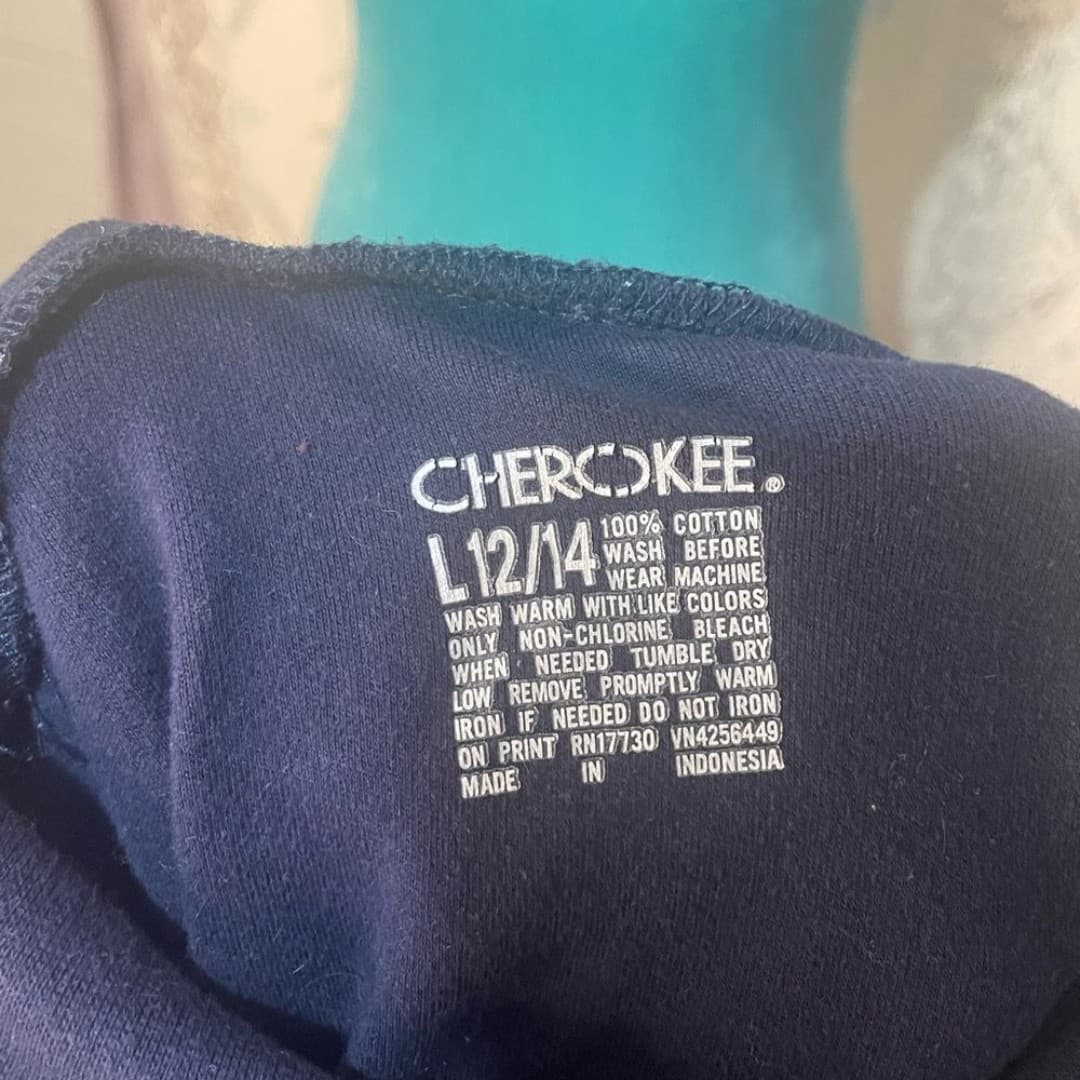 CHEROKEE®
L 12/14 100% COTTON
WASH BEFORE
WEAR MACHINE
WASH WARM WITH LIKE COLORS
ONLY NON-CHLORINE BLEACH
WHEN NEEDED TUMBLE DRY
LOW REMOVE PROMPTLY WARM
IRON IF NEEDED DO NOT IRON
ON PRINT RN17730 VN4256449
MADE IN INDONESIA